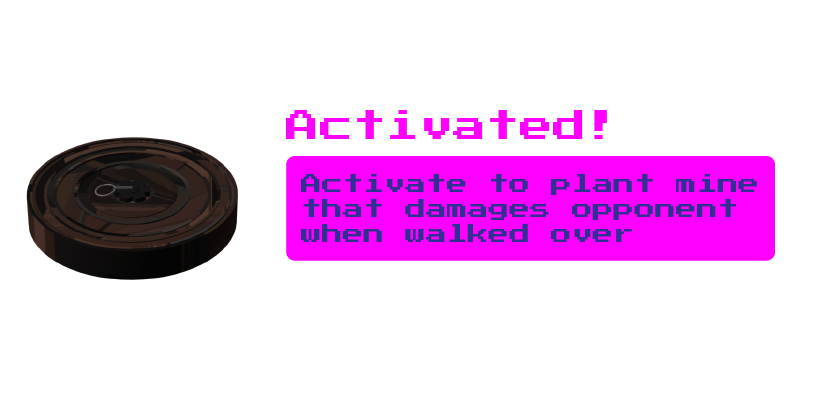 Activated!
Activate to plant mine
that damages opponent
when walked over